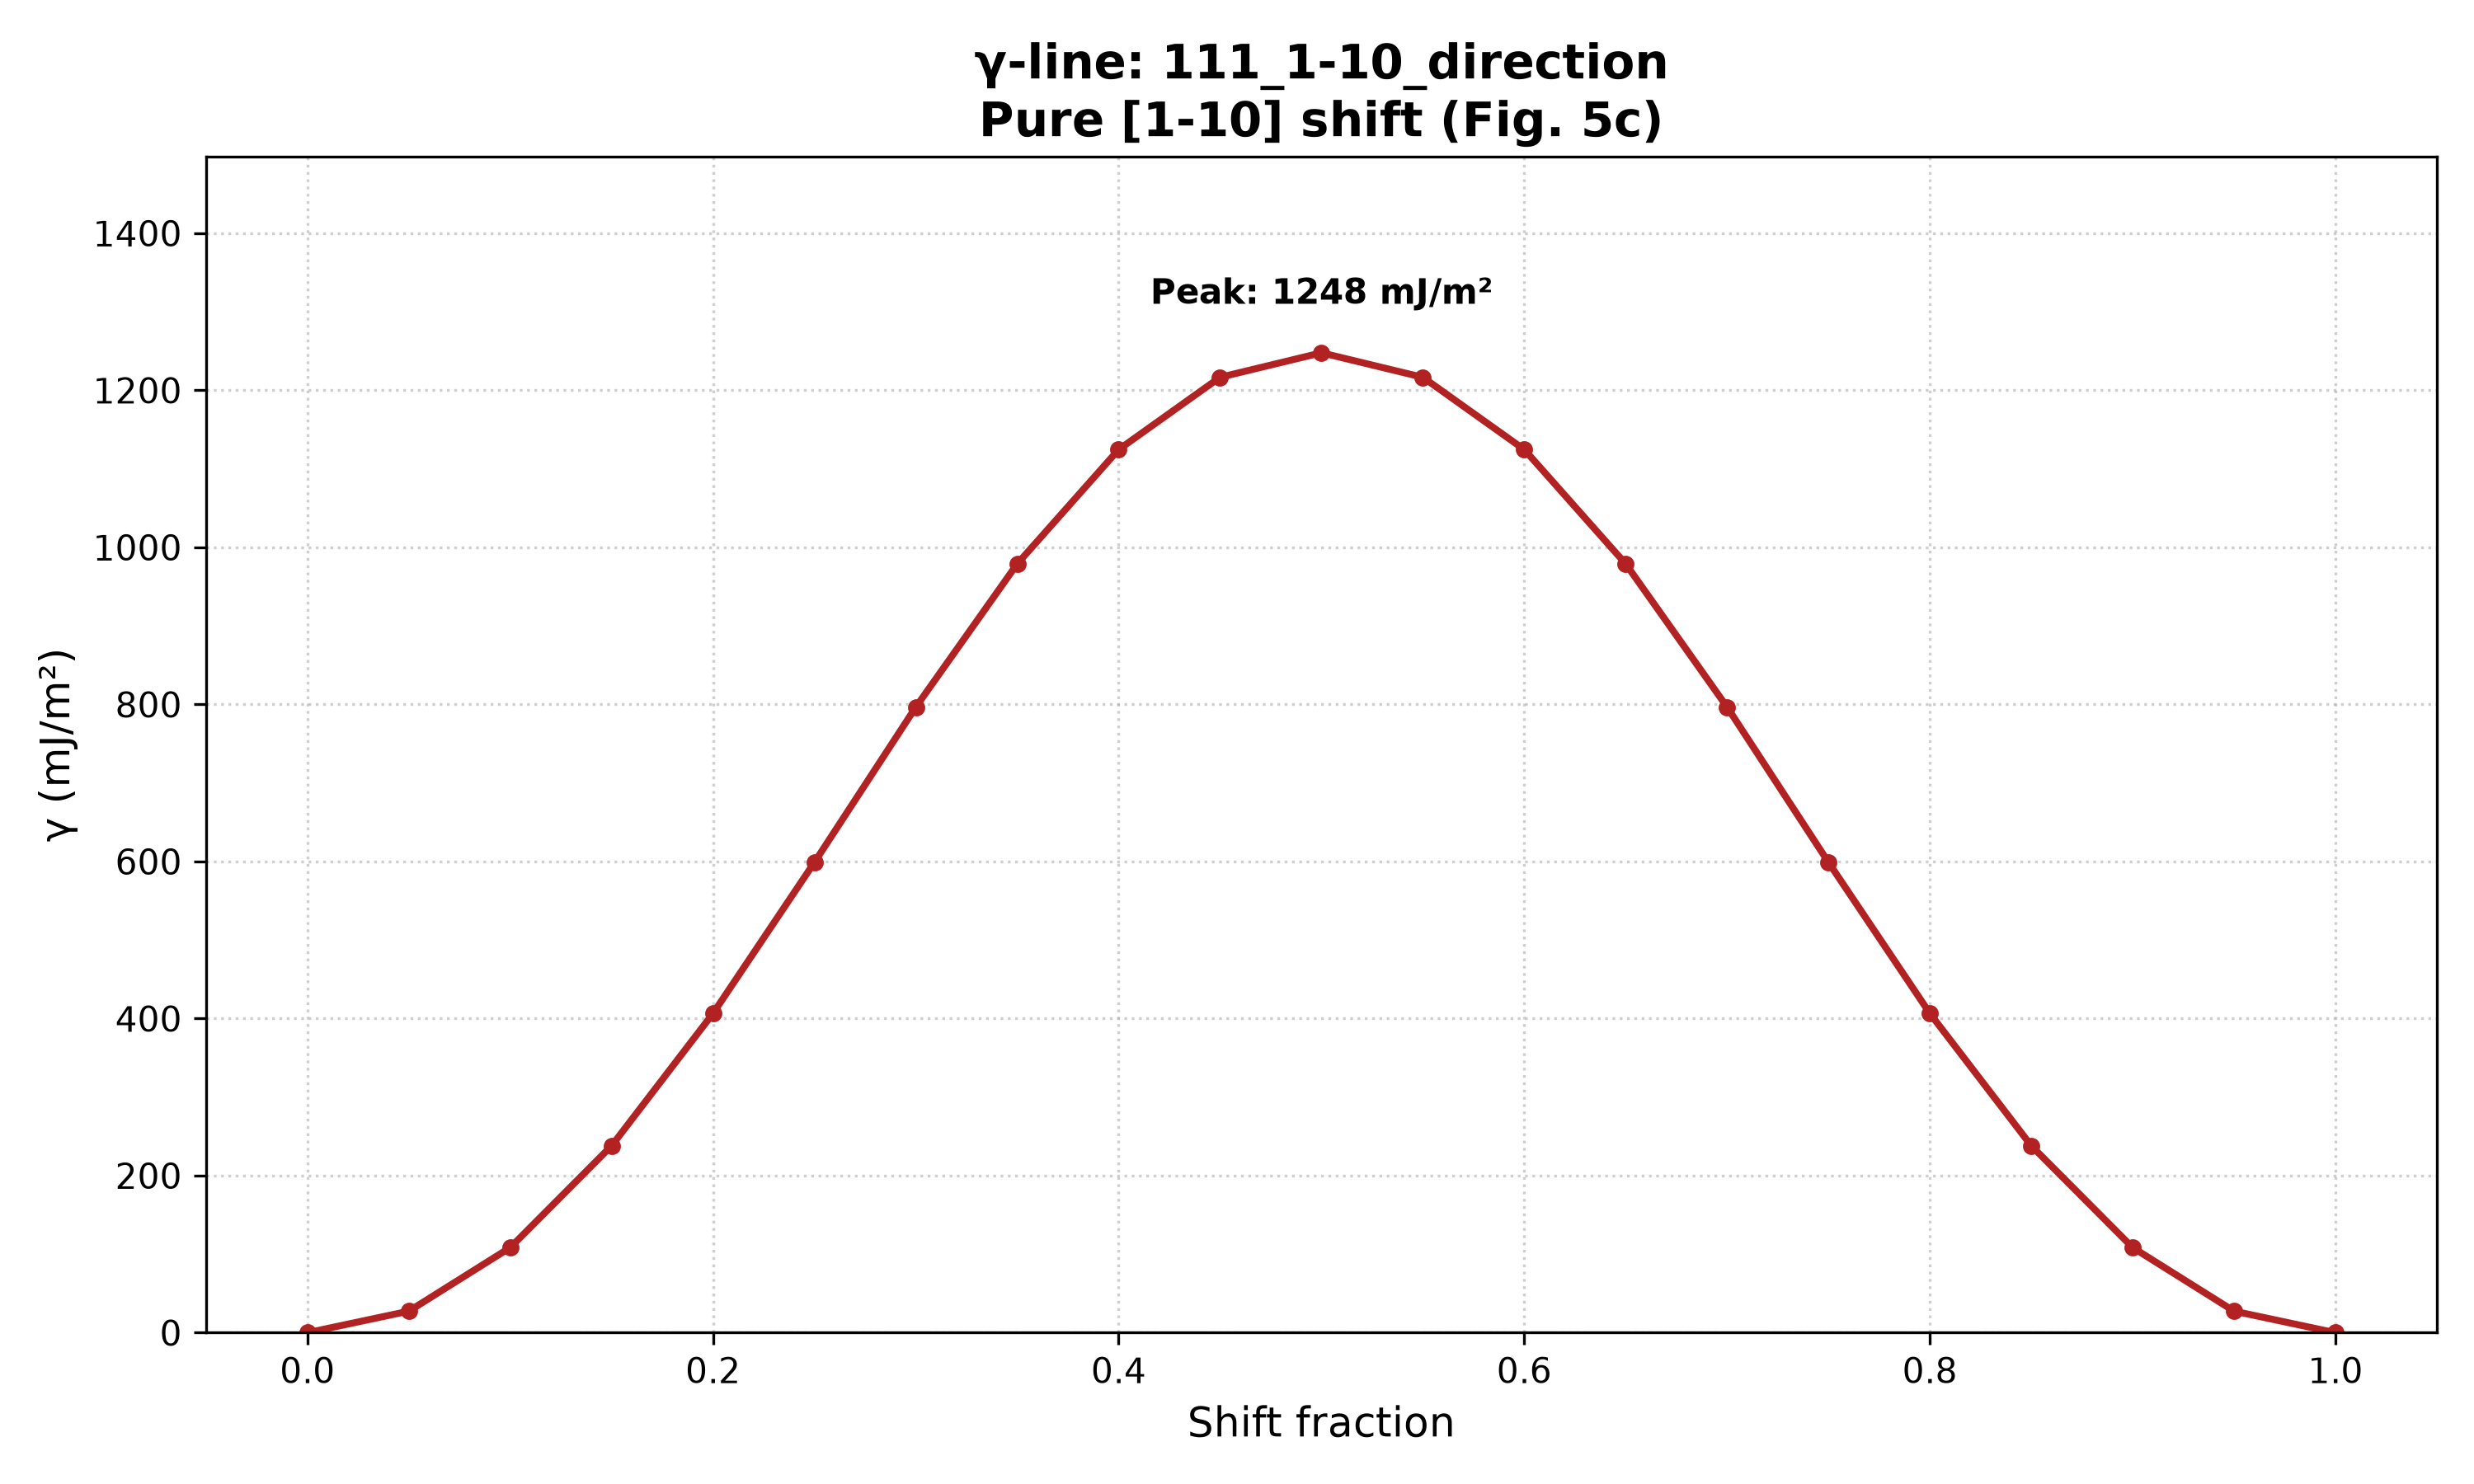 γ-line: 111_1-10_direction
Pure [1-10] shift (Fig. 5c)
Peak: 1248 mJ/m²
γ (mJ/m²)
1400
1200
1000
800
600
400
200
0
0.0 0.2 0.4 0.6 0.8 1.0
Shift fraction